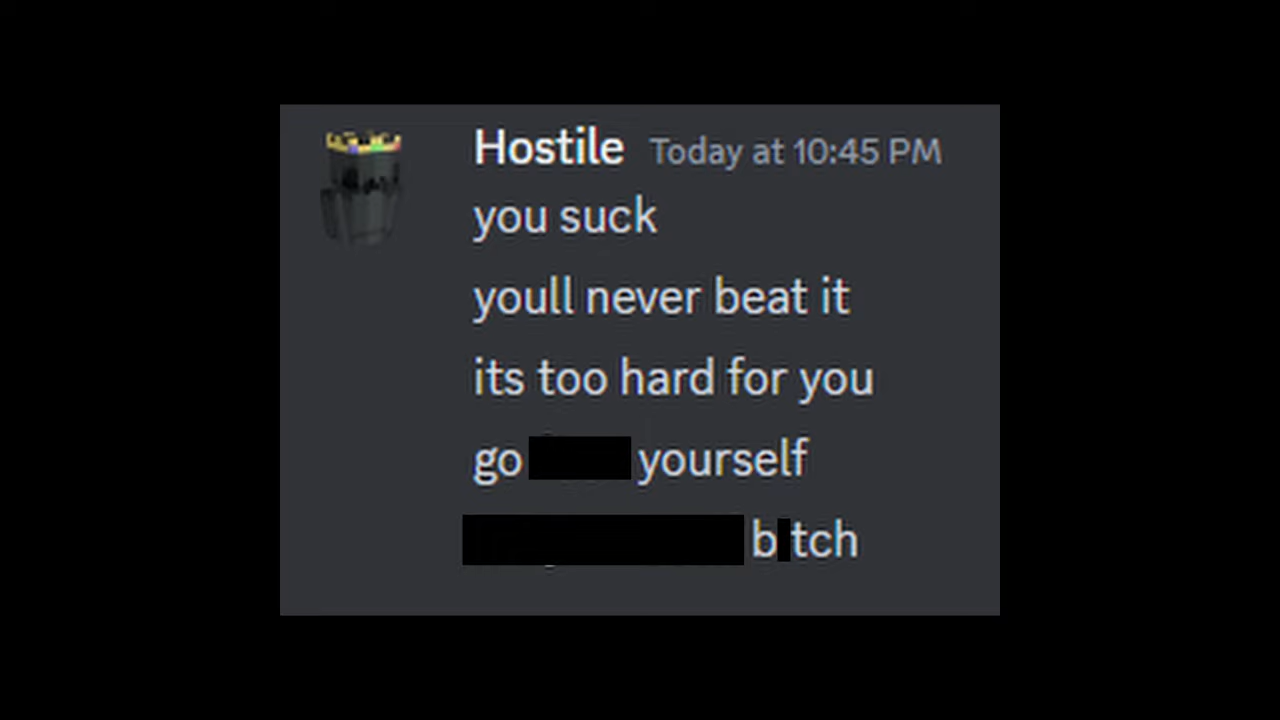 Hostile Today at 10:45 PM
you suck
youll never beat it
its too hard for you
go yourself
b tch